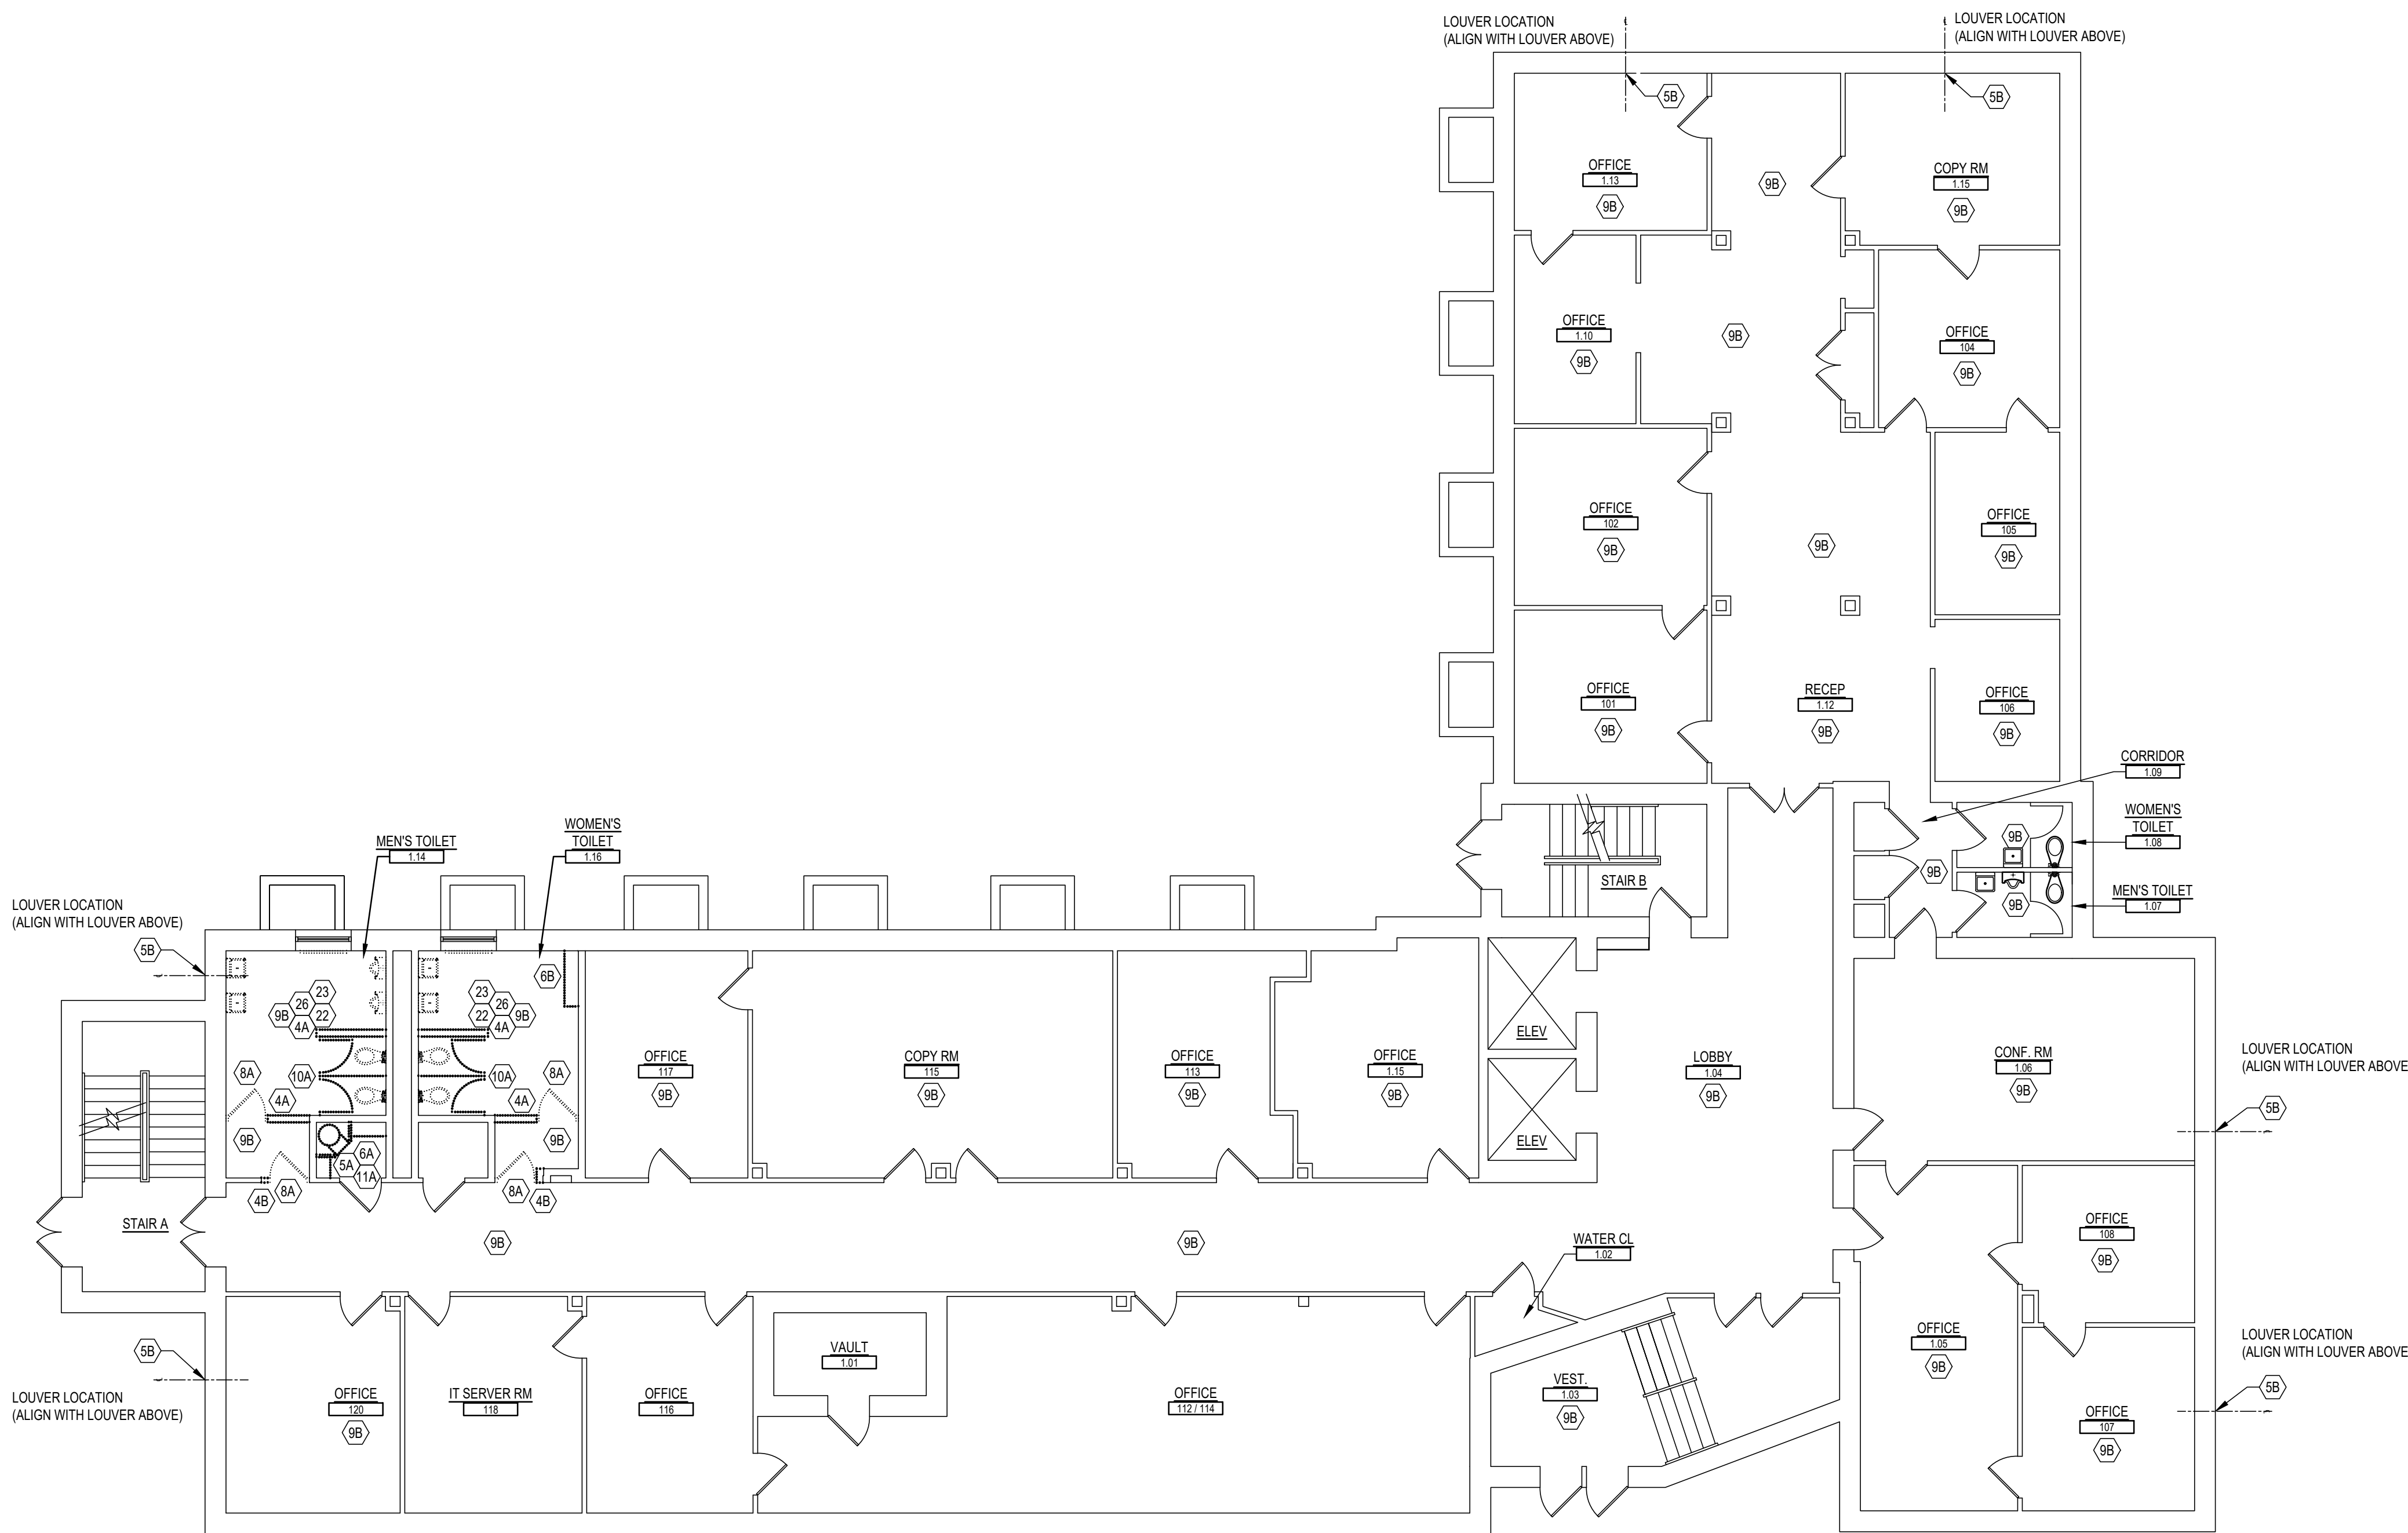 LOUVER LOCATION
(ALIGN WITH LOUVER ABOVE)
LOUVER LOCATION
(ALIGN WITH LOUVER ABOVE)
5B
5B
OFFICE
1.13
9B
9B
COPY RM
1.15
9B
OFFICE
1.10
9B
9B
OFFICE
104
9B
OFFICE
102
9B
9B
OFFICE
105
9B
OFFICE
101
9B
RECEP
1.12
9B
OFFICE
106
9B
CORRIDOR
1.09
WOMEN'S
TOILET
1.08
MEN'S TOILET
1.07
9B
9B
9B
STAIR B
MEN'S TOILET
1.14
WOMEN'S
TOILET
1.16
LOUVER LOCATION
(ALIGN WITH LOUVER ABOVE)
5B
23
26
9B
22
4A
8A
10A
4A
9B
6A
5A
11A
4B
8A
6B
23
26
22
9B
4A
10A
8A
4A
9B
8A
4B
OFFICE
117
9B
COPY RM
115
9B
OFFICE
113
9B
OFFICE
1.15
9B
ELEV
ELEV
LOBBY
1.04
9B
CONF. RM
1.06
9B
LOUVER LOCATION
(ALIGN WITH LOUVER ABOVE
5B
STAIR A
9B
9B
WATER CL
1.02
OFFICE
108
9B
OFFICE
1.05
9B
LOUVER LOCATION
(ALIGN WITH LOUVER ABOVE
5B
OFFICE
107
9B
5B
LOUVER LOCATION
(ALIGN WITH LOUVER ABOVE)
OFFICE
120
9B
IT SERVER RM
118
OFFICE
116
VAULT
1.01
OFFICE
112 / 114
VEST.
1.03
9B